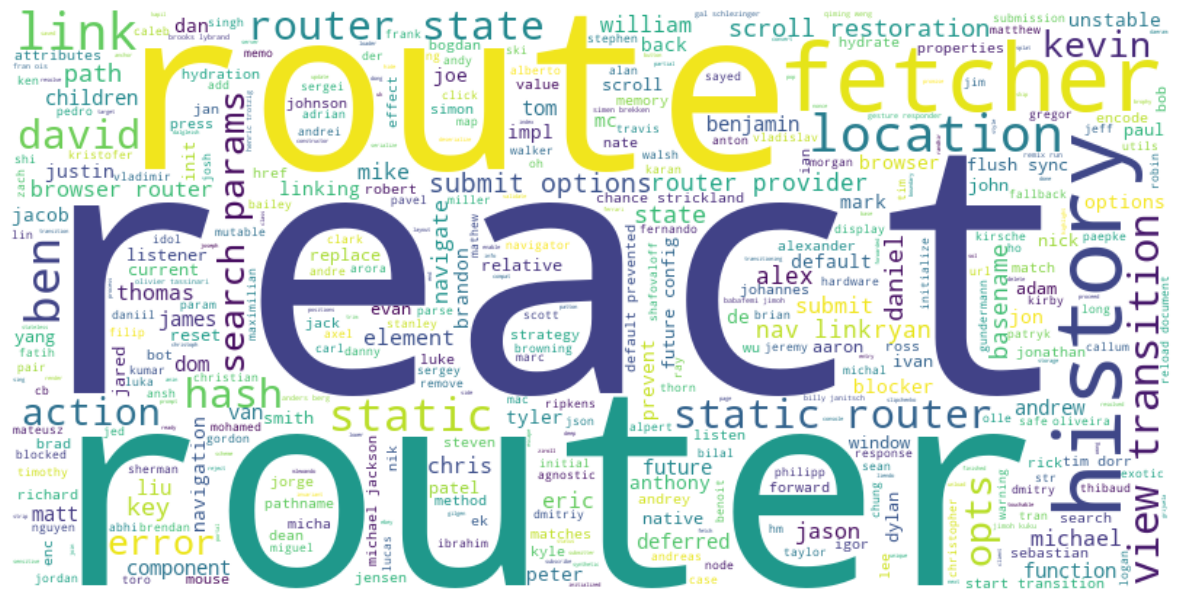 link
router state
route
fetcher
william
back
scroll restoration
unstable
kevin
dan
singh
caleb
brooks lybrand
memo
frank
bogdan
andy
stephen
alan
sayed
hydrate
properties
submission
matthew
jim
gal schlezinger
qiming wang
attributes
ken
path
children
pedro
hydration
add
jan
press
sergei
johnson
adrian
andrei
effect
joe
click
simon
map
alberto
value
tom
impl
walker
oh
scroll
memory
mc
travis
nate
walsh
karan
benjamin
anton
vladislav
ian
morgan
browser
location
encode
gregor
jeff
paul
utils
bob
robin
david
shi
zach
kristofer
justin
vladimir
init
josh
browser router
search params
href
linking
bailey
mike
robert
pavel
miller
submit options
router provider
chance strickland
gesture responder
tim
flush sync
remix run
john
fallback
options
react
history
view transition
reload document
jacob
lin
ben
idol
mutable
listener
current
olivier tassinari
thomas
param
daniil
james
filip
reset
yang
fatih
pair
bot
kumar
luka
jared
cb
ansh
dom
christian
maximilian
clark
replace
andre
arora
evan
jack
axel
carl
danny
stanley
parse
element
navigate
brandon
mathew
navigator
relative
scott
strategy
browning
marc
luke
sergey
remove
state
fernando
default prevented
shafovaloff
future config
prevent
ray
thorn
mark
display
alexander
default
alex
johannes
hardware
babafemi jimoh
submit
brian
de
nav link
ryan
daniel
initialize
wu
jeremy
aaron
ross
ivan
michal
blocker
kirsche
paepke
rho
nick
url
match
adam
kirby
basename
gundermann
jon
patryk
long
jonathan
callum
hash
action
van
smith
anders berg
static
mac
ripkens
tyler
json
billy janitsch
static router
andrew
olle
safe
oliveira
mateusz
jed
brad
blocked
timothy
mohamed
gordon
sherman
liu
key
navigation
richard
matt
nguyen
abhi
brendan
enc
error
component
jordan
toro
mouse
jorge
pathname
micha
dean
miguel
michael jackson
nik
lucas
jensen
steven
chris
patel
method
ek
ibrahim
initial
agnostic
eric
dmitriy
matches
kyle
peter
alpert
listen
bilal
future
anthony
andrey
native
benoit
deferred
andreas
case
node
window
response
philipp
forward
sean
chung
hm
jason
igor
taylor
dylan
lee
christopher
opts
warning
rick
tim dorr
str
exotic
dmitry
thibaud
tran
jimoh kuku
search
michael
sebastian
function
logan
start transition
router